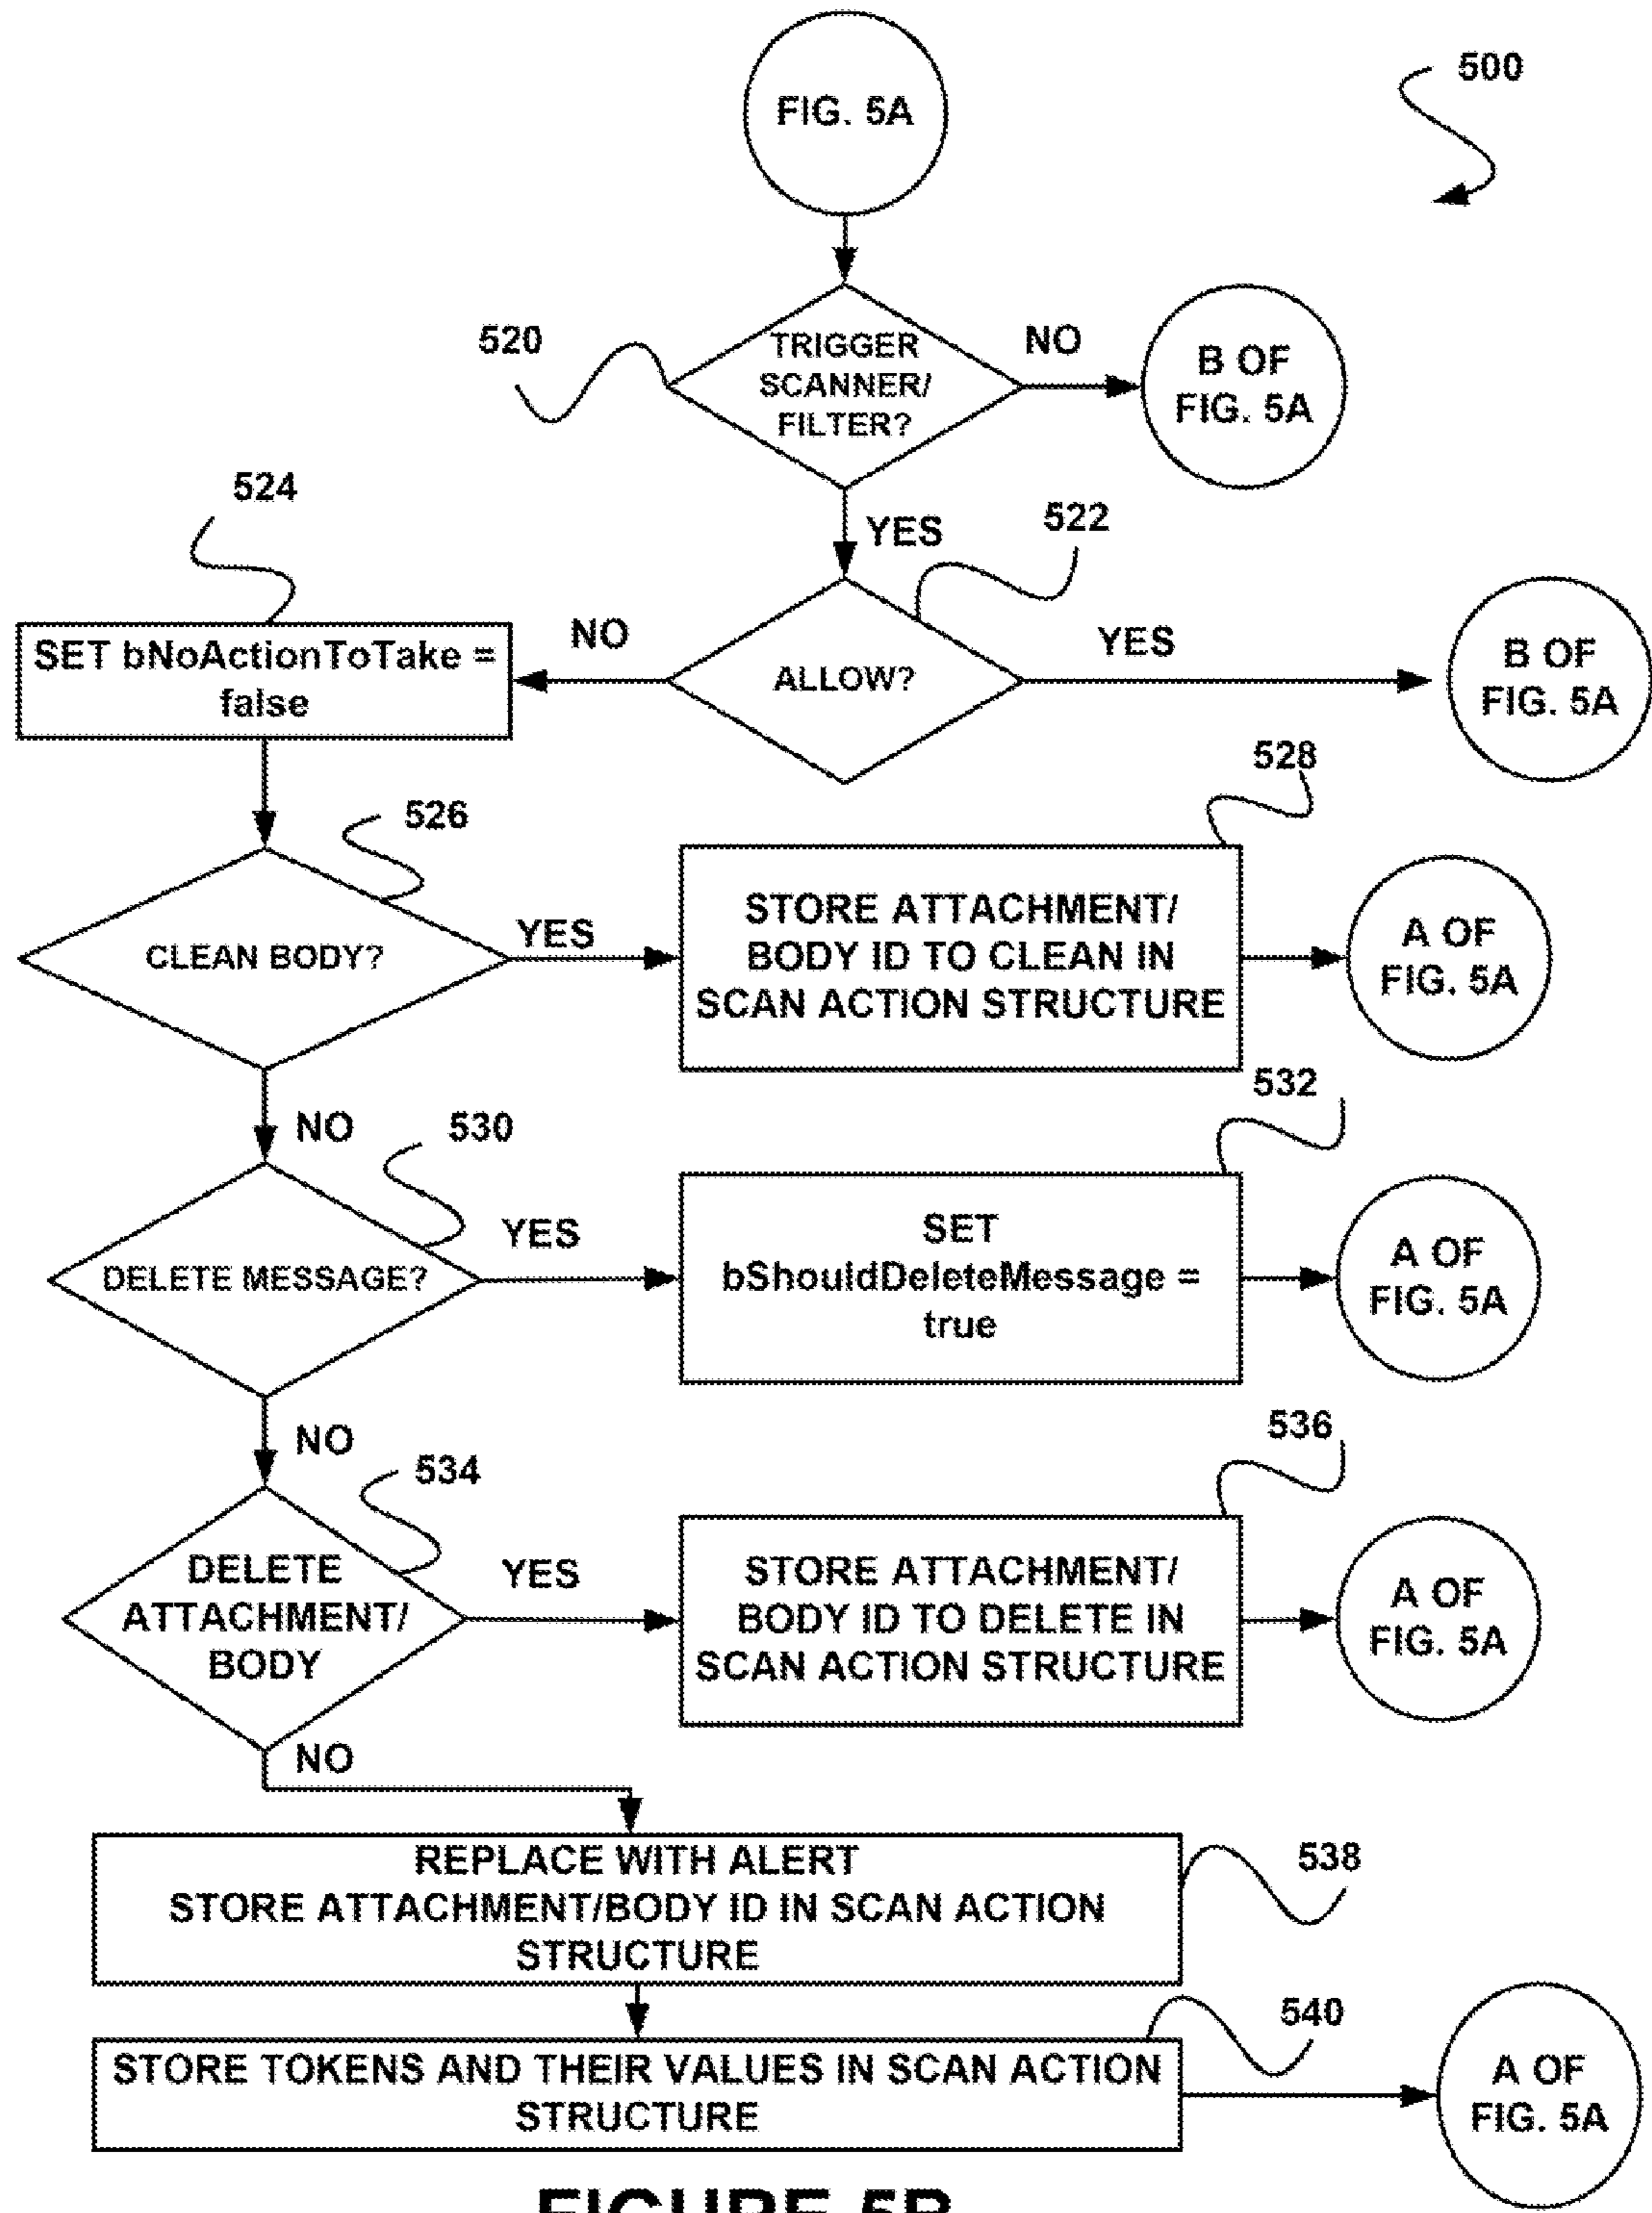 FIG. 5A
500
520
TRIGGER
SCANNER/
FILTER?
NO
B OF
FIG. 5A
524
YES
522
SET bNoActionToTake =
false
NO
ALLOW?
YES
B OF
FIG. 5A
526
528
CLEAN BODY?
YES
STORE ATTACHMENT/
BODY ID TO CLEAN IN
SCAN ACTION STRUCTURE
A OF
FIG. 5A
NO
530
532
DELETE MESSAGE?
YES
SET
bShouldDeleteMessage =
true
A OF
FIG. 5A
NO
534
536
DELETE
ATTACHMENT/
BODY
YES
STORE ATTACHMENT/
BODY ID TO DELETE IN
SCAN ACTION STRUCTURE
A OF
FIG. 5A
NO
REPLACE WITH ALERT
STORE ATTACHMENT/BODY ID IN SCAN ACTION
STRUCTURE
538
STORE TOKENS AND THEIR VALUES IN SCAN ACTION
STRUCTURE
540
A OF
FIG. 5A
FIGURE 5B